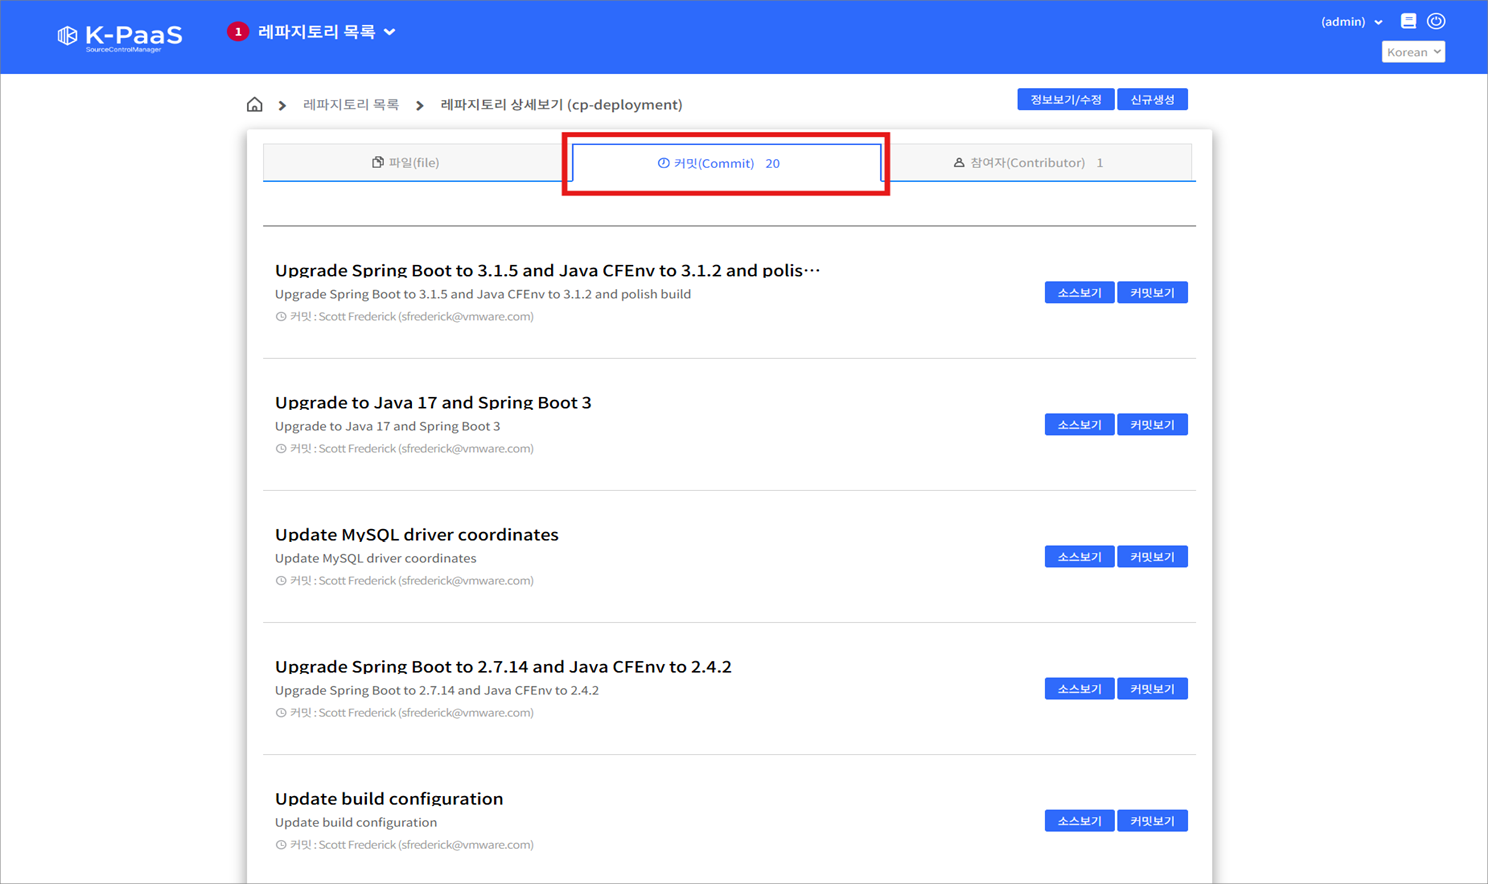 K-PaaS
SourceControlManager
1 레파지토리 목록
(admin)
Korean
레파지토리 목록 레파지토리 상세보기 (cp-deployment)
정보보기/수정 신규생성
파일(file) 커밋(Commit) 20 참여자(Contributor) 1
Upgrade Spring Boot to 3.1.5 and Java CFEnv to 3.1.2 and polis…
Upgrade Spring Boot to 3.1.5 and Java CFEnv to 3.1.2 and polish build
소스보기 커밋보기
커밋 : Scott Frederick (sfrederick@vmware.com)
Upgrade to Java 17 and Spring Boot 3
Upgrade to Java 17 and Spring Boot 3
소스보기 커밋보기
커밋 : Scott Frederick (sfrederick@vmware.com)
Update MySQL driver coordinates
Update MySQL driver coordinates
소스보기 커밋보기
커밋 : Scott Frederick (sfrederick@vmware.com)
Upgrade Spring Boot to 2.7.14 and Java CFEnv to 2.4.2
Upgrade Spring Boot to 2.7.14 and Java CFEnv to 2.4.2
소스보기 커밋보기
커밋 : Scott Frederick (sfrederick@vmware.com)
Update build configuration
Update build configuration
소스보기 커밋보기
커밋 : Scott Frederick (sfrederick@vmware.com)